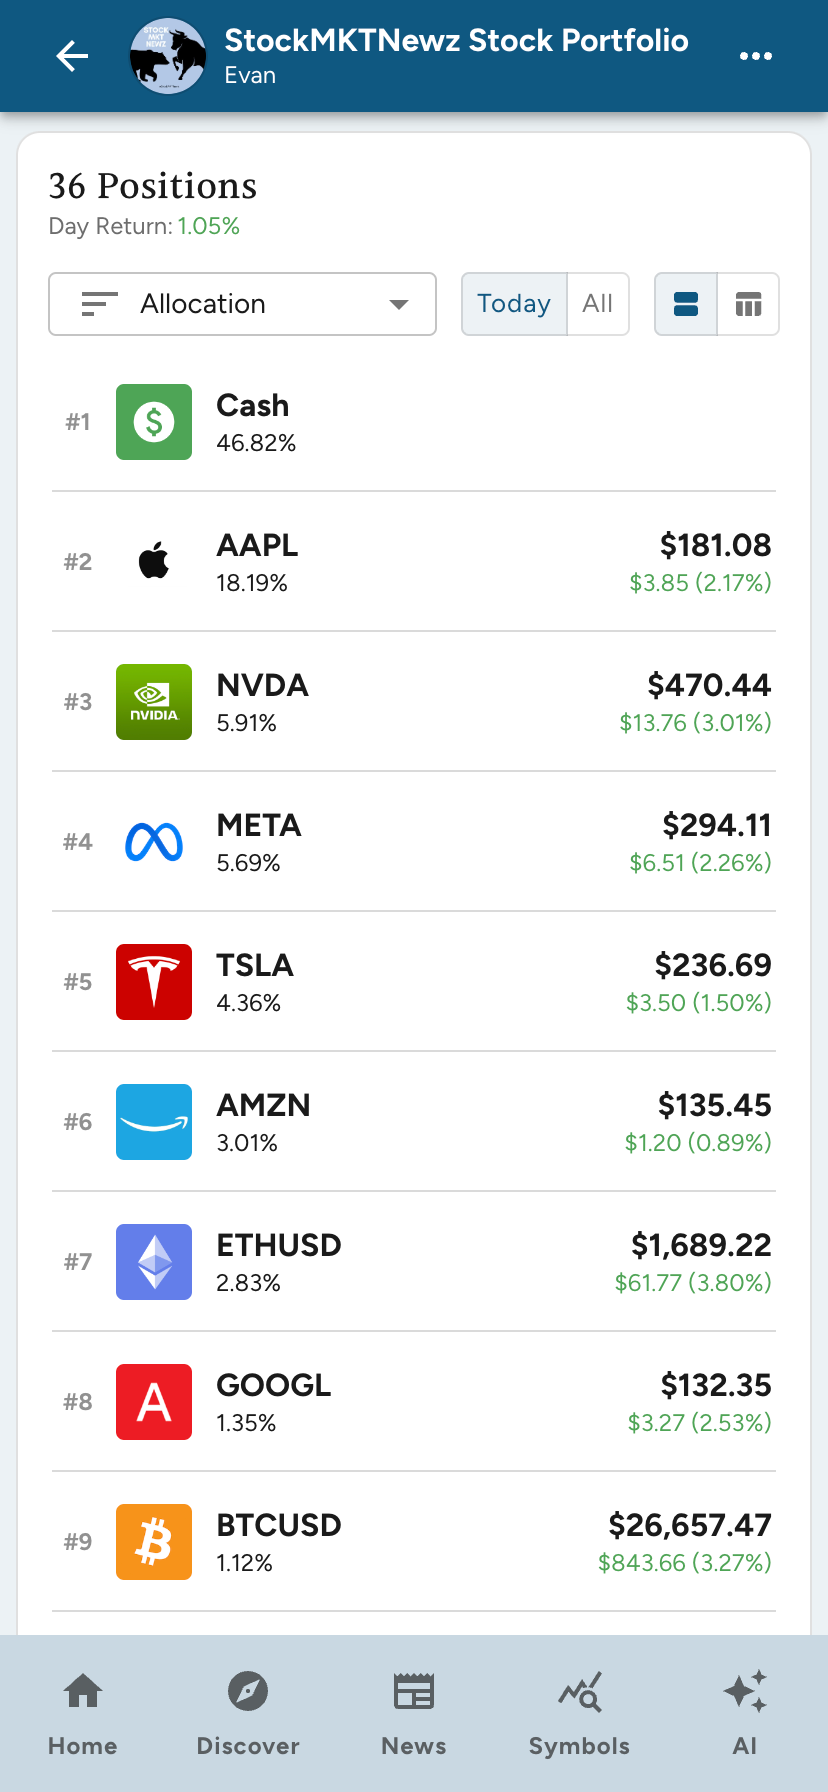 StockMKTNewz Stock Portfolio
Evan
STOCK
MKT
NEWZ
36 Positions
Day Return: 1.05%
Allocation
Today
All
#1
Cash
46.82%
#2
AAPL
18.19%
$181.08
$3.85 (2.17%)
#3
NVIDIA
NVDA
5.91%
$470.44
$13.76 (3.01%)
#4
META
5.69%
$294.11
$6.51 (2.26%)
#5
TSLA
4.36%
$236.69
$3.50 (1.50%)
#6
AMZN
3.01%
$135.45
$1.20 (0.89%)
#7
ETHUSD
2.83%
$1,689.22
$61.77 (3.80%)
#8
A
GOOGL
1.35%
$132.35
$3.27 (2.53%)
#9
BTCUSD
1.12%
$26,657.47
$843.66 (3.27%)
Home
Discover
News
Symbols
AI